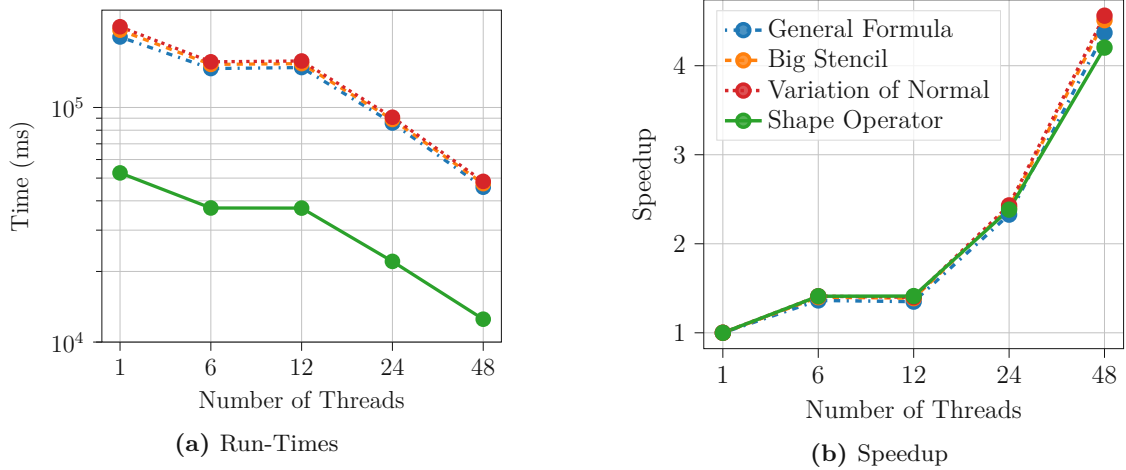 10^5
10^4
Time (ms)
1 6 12 24 48
Number of Threads
(a) Run-Times
General Formula
Big Stencil
Variation of Normal
Shape Operator
4
3
2
1
Speedup
1 6 12 24 48
Number of Threads
(b) Speedup